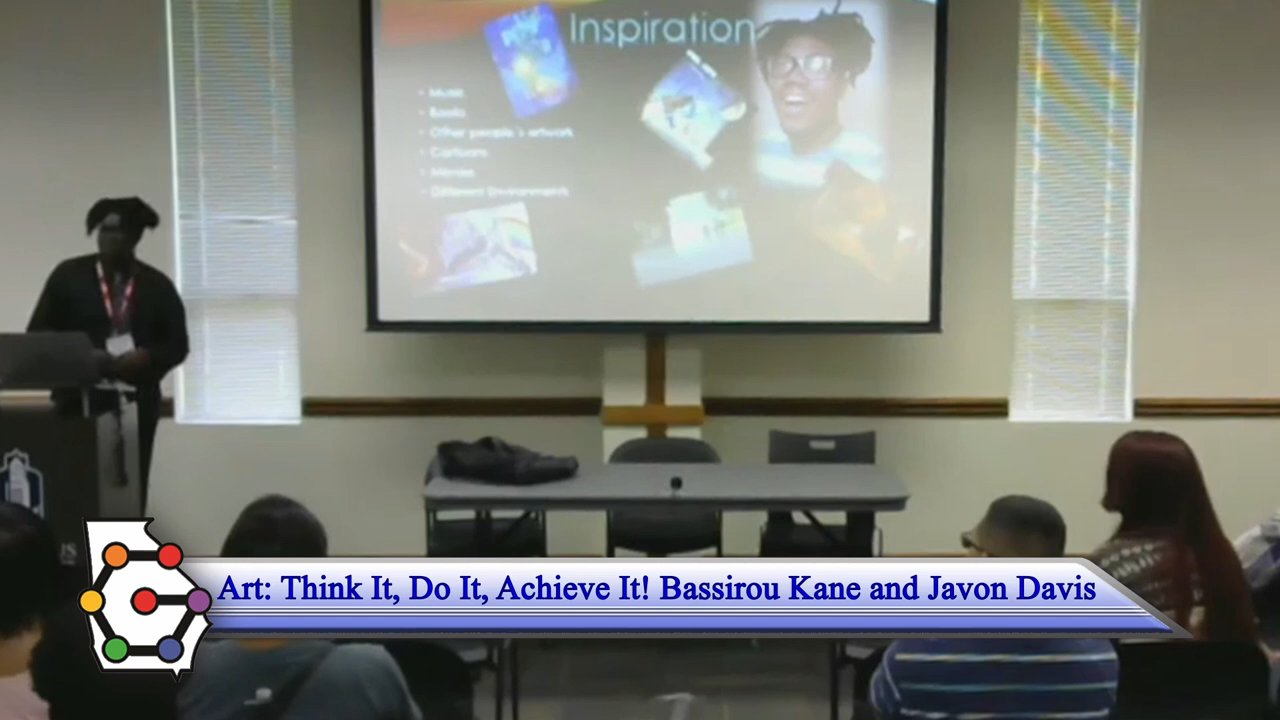 Inspiration
• Music
• Books
• Other people's artwork
• Cartoons
• Movies
• Different Environments
Art: Think It, Do It, Achieve It! Bassirou Kane and Javon Davis